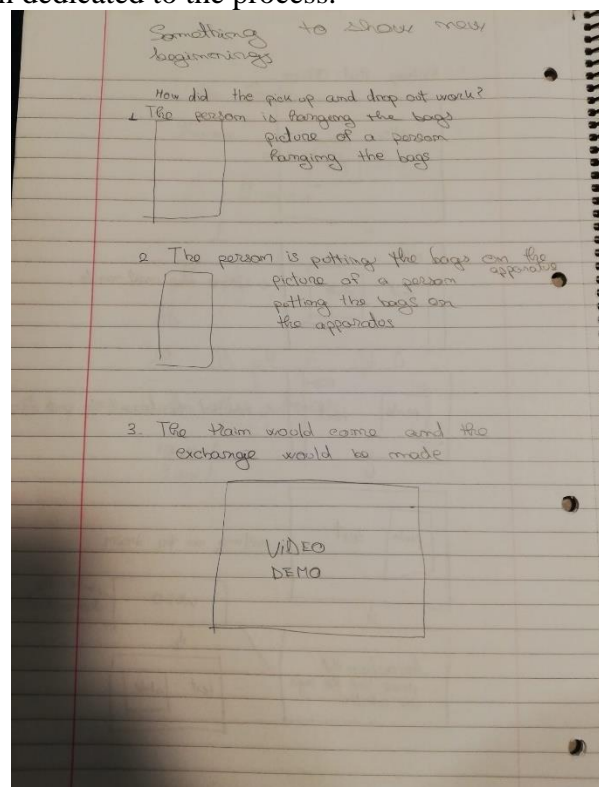 n dedicated to the process.
Something to show new
beginnenings
How did the pick up and drop out work?
1 The person is hanging the bags
picture of a person
hanging the bags
2 The person is putting the bags on the
apparatus
picture of a person
putting the bags on
the apparatos
3. The train would come and the
exchange would be made
ViDEO
DEMO